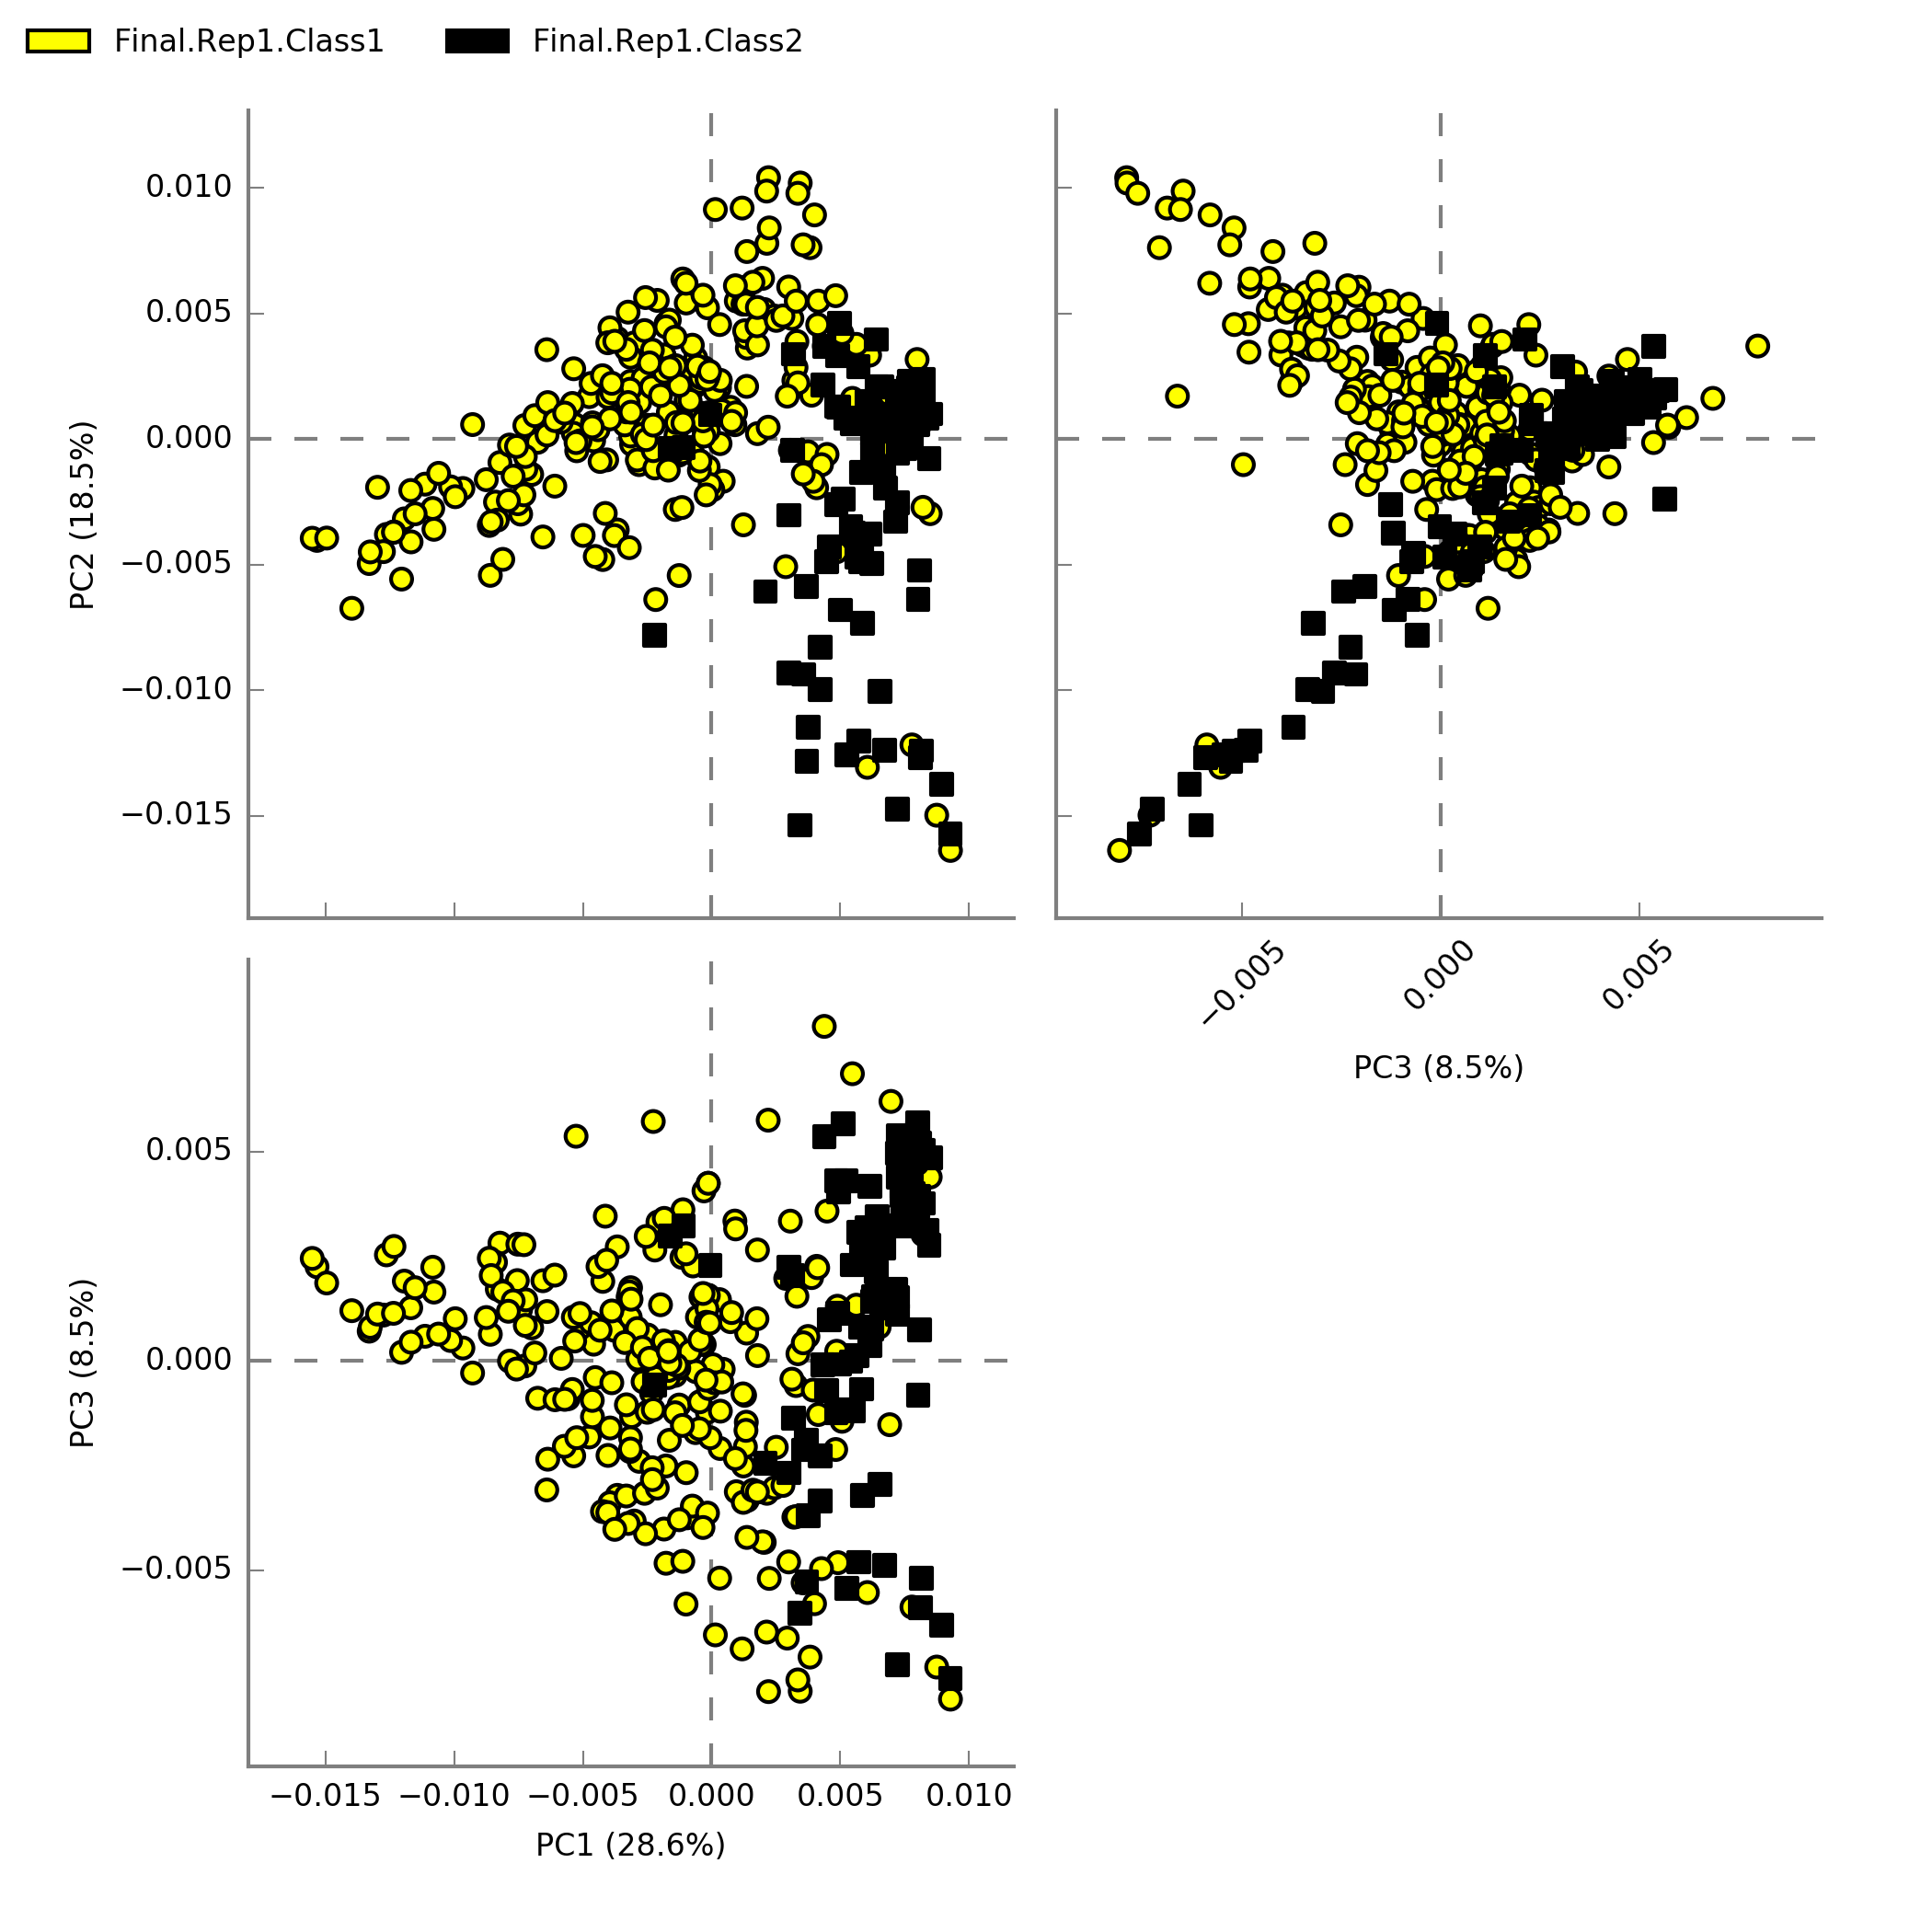 Final.Rep1.Class1 Final.Rep1.Class2
0.010
0.005
0.000
−0.005
−0.010
−0.015
PC2 (18.5%)
−0.005 0.000 0.005
PC3 (8.5%)
0.005
0.000
−0.005
PC3 (8.5%)
−0.015 −0.010 −0.005 0.000 0.005 0.010
PC1 (28.6%)